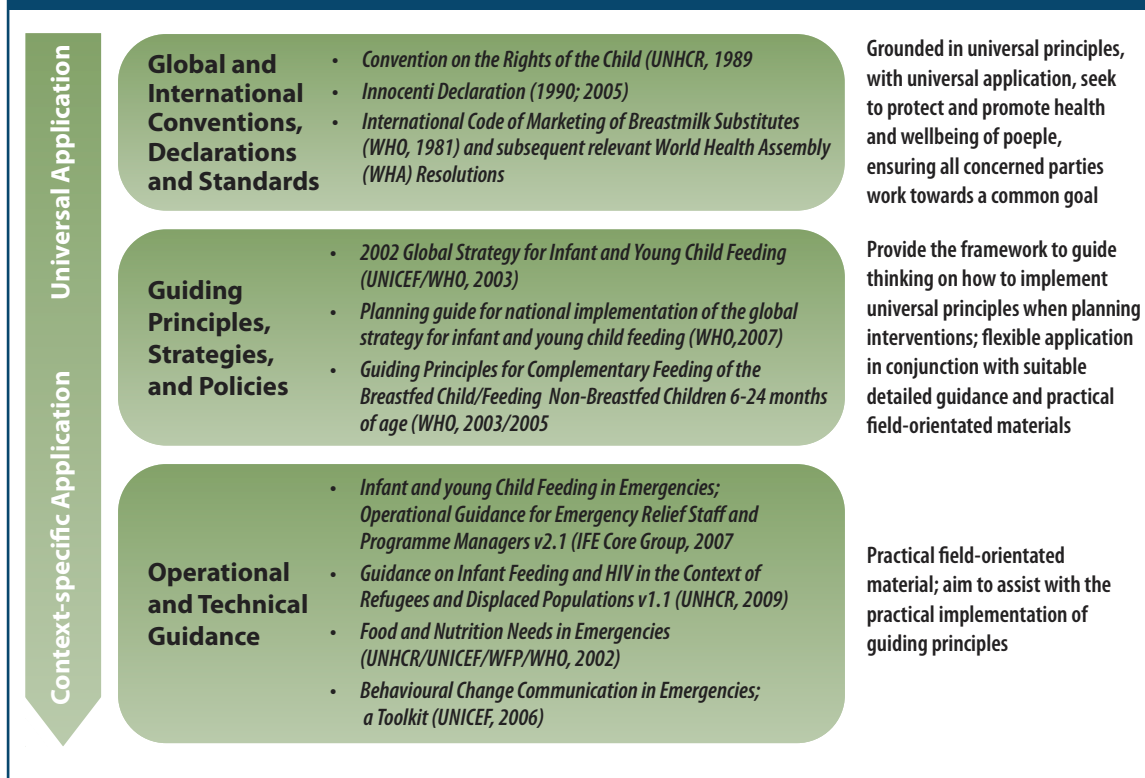 Universal Application
Context-specific Application
Global and
International
Conventions,
Declarations
and Standards
• Convention on the Rights of the Child (UNHCR, 1989
• Innocenti Declaration (1990; 2005)
• International Code of Marketing of Breastmilk Substitutes
(WHO, 1981) and subsequent relevant World Health Assembly
(WHA) Resolutions
Grounded in universal principles,
with universal application, seek
to protect and promote health
and wellbeing of poeple,
ensuring all concerned parties
work towards a common goal
Guiding
Principles,
Strategies,
and Policies
• 2002 Global Strategy for Infant and Young Child Feeding
(UNICEF/WHO, 2003)
• Planning guide for national implementation of the global
strategy for infant and young child feeding (WHO,2007)
• Guiding Principles for Complementary Feeding of the
Breastfed Child/Feeding Non-Breastfed Children 6-24 months
of age (WHO, 2003/2005
Provide the framework to guide
thinking on how to implement
universal principles when planning
interventions; flexible application
in conjunction with suitable
detailed guidance and practical
field-orientated materials
Operational
and Technical
Guidance
• Infant and young Child Feeding in Emergencies;
Operational Guidance for Emergency Relief Staff and
Programme Managers v2.1 (IFE Core Group, 2007
• Guidance on Infant Feeding and HIV in the Context of
Refugees and Displaced Populations v1.1 (UNHCR, 2009)
• Food and Nutrition Needs in Emergencies
(UNHCR/UNICEF/WFP/WHO, 2002)
• Behavioural Change Communication in Emergencies;
a Toolkit (UNICEF, 2006)
Practical field-orientated
material; aim to assist with the
practical implementation of
guiding principles